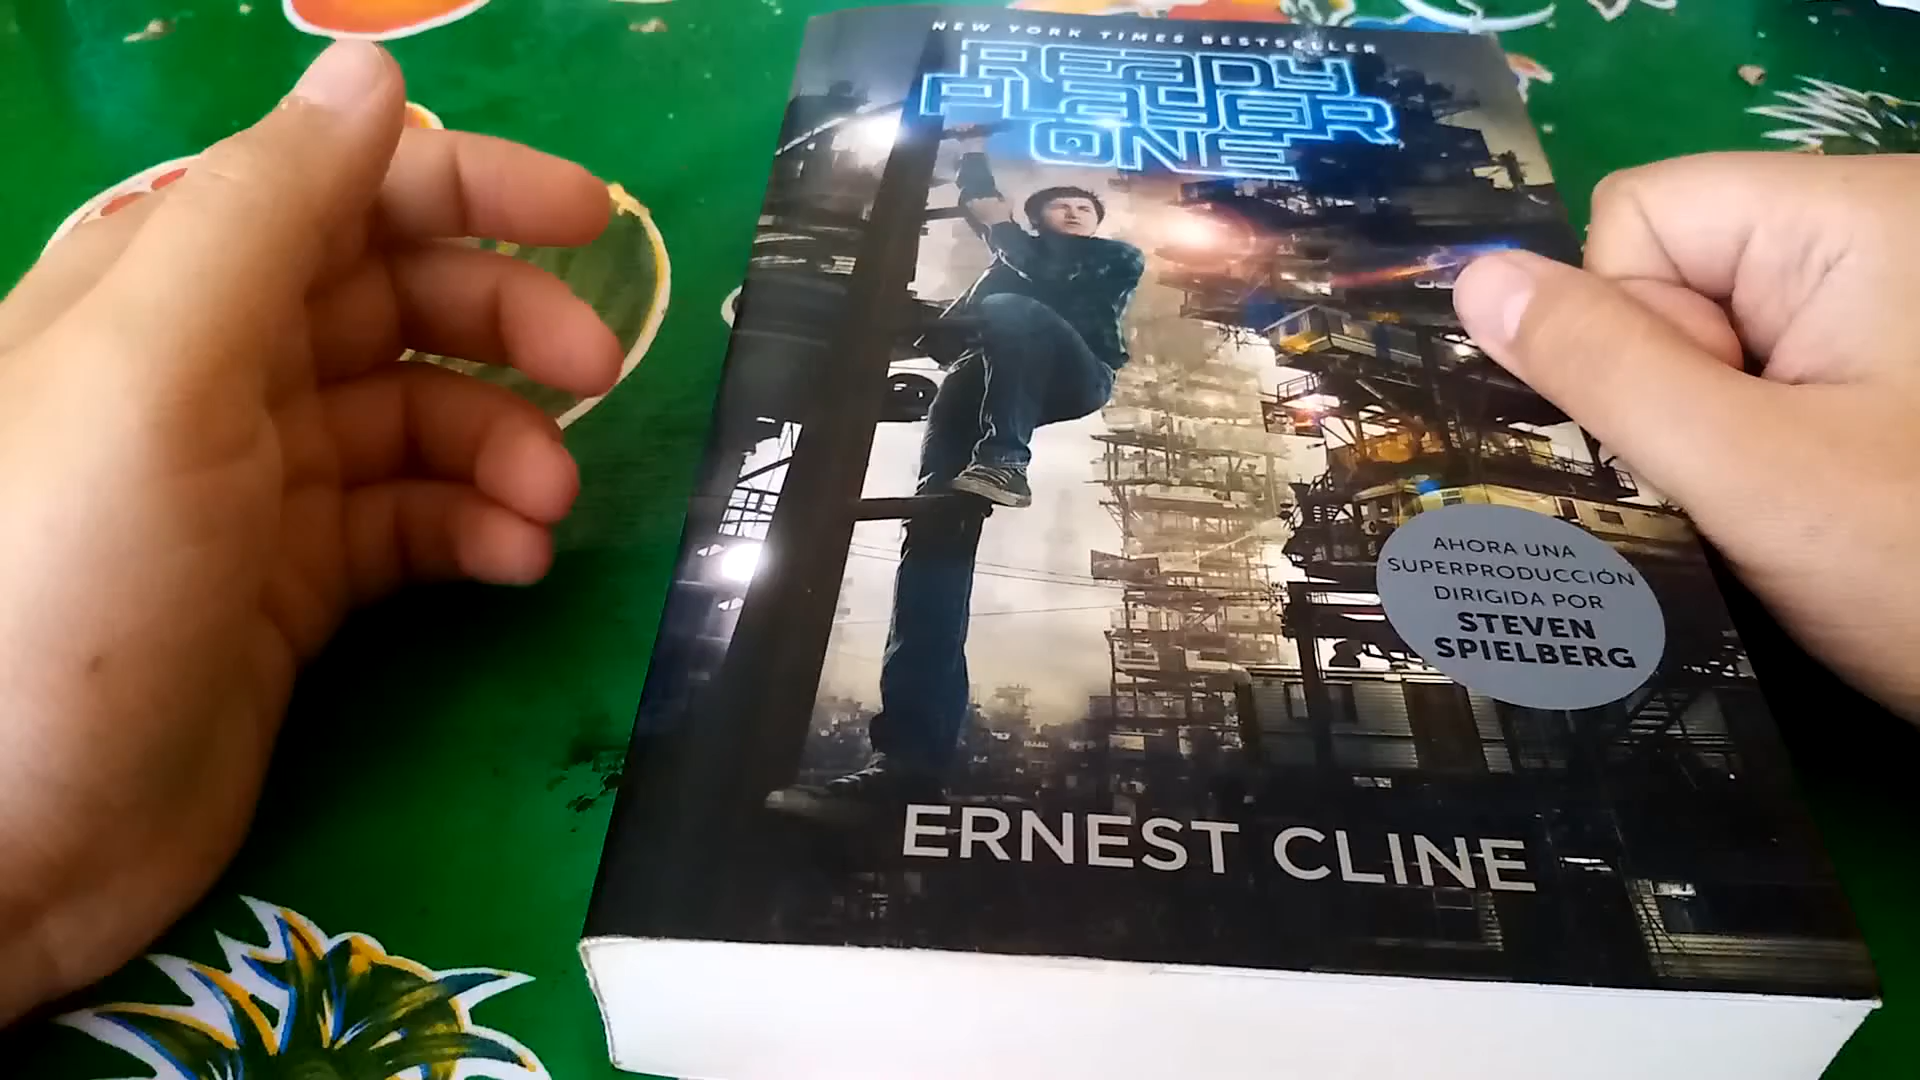 NEW YORK TIMES BESTSELLER
READY
PLAYER
ONE
AHORA UNA
SUPERPRODUCCIÓN
DIRIGIDA POR
STEVEN
SPIELBERG
ERNEST CLINE